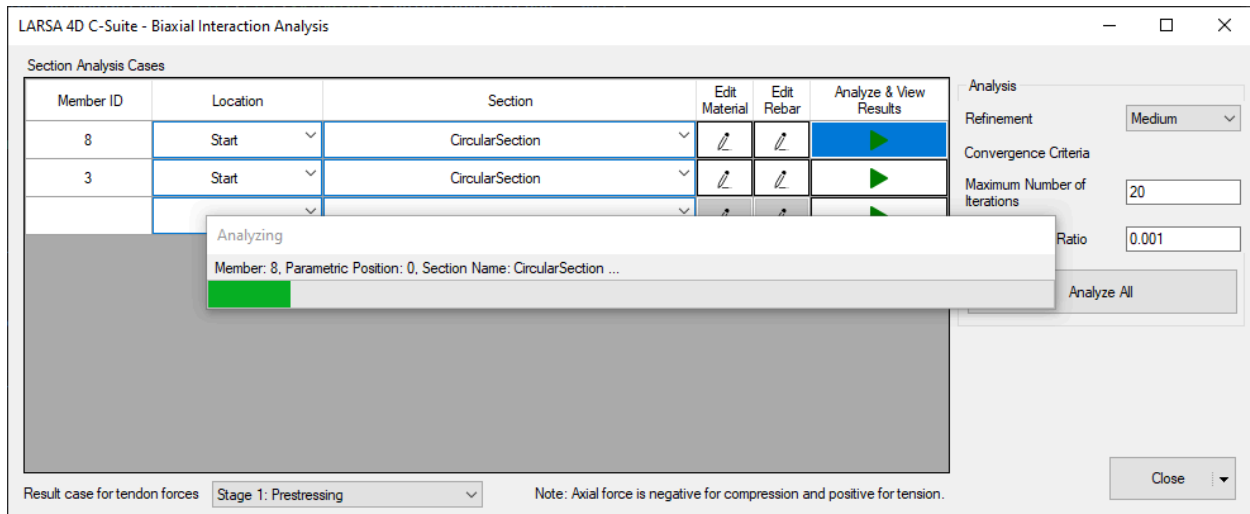 LARSA 4D C-Suite - Biaxial Interaction Analysis
Section Analysis Cases
Member ID Location Section Edit Material Edit Rebar Analyze & View Results
8 Start CircularSection
3 Start CircularSection
Analyzing
Member: 8, Parametric Position: 0, Section Name: CircularSection ...
Analysis
Refinement Medium
Convergence Criteria
Maximum Number of
Iterations 20
Ratio 0.001
Analyze All
Result case for tendon forces Stage 1: Prestressing Note: Axial force is negative for compression and positive for tension.
Close